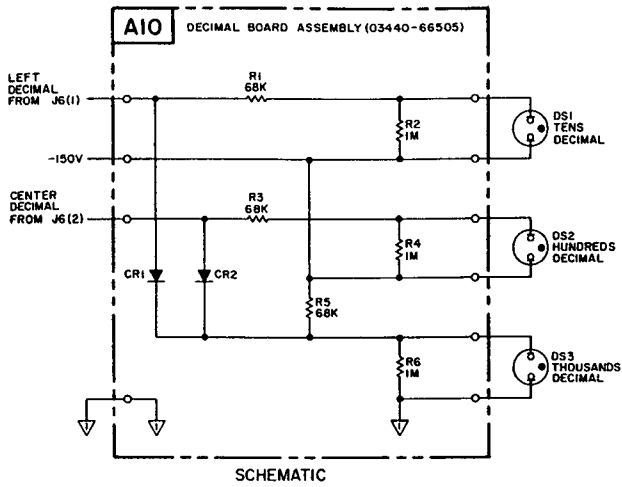 A10 DECIMAL BOARD ASSEMBLY (03440-66505)
LEFT
DECIMAL
FROM J6(1)
R1
68K
R2
1M
DS1
TENS
DECIMAL
-150V
CENTER
DECIMAL
FROM J6(2)
R3
68K
R4
1M
DS2
HUNDREDS
DECIMAL
CR1
CR2
R5
68K
R6
1M
DS3
THOUSANDS
DECIMAL
SCHEMATIC